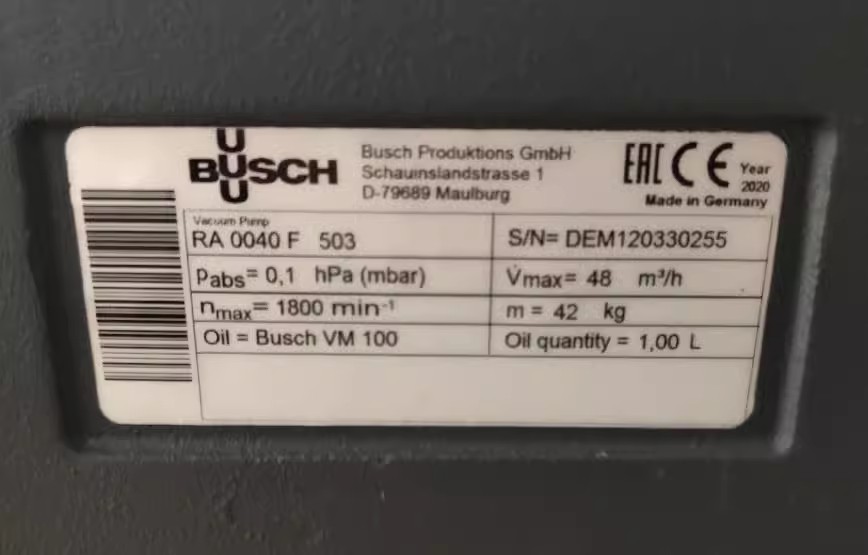 BUSCH
Busch Produktions GmbH
Schauinslandstrasse 1
D-79689 Maulburg
EAC CE Year
2020
Made in Germany
Vacuum Pump
RA 0040 F 503
S/N= DEM120330255
Pabs= 0,1 hPa (mbar)
V̇max= 48 m³/h
nmax= 1800 min-1
m = 42 kg
Oil = Busch VM 100
Oil quantity = 1,00 L